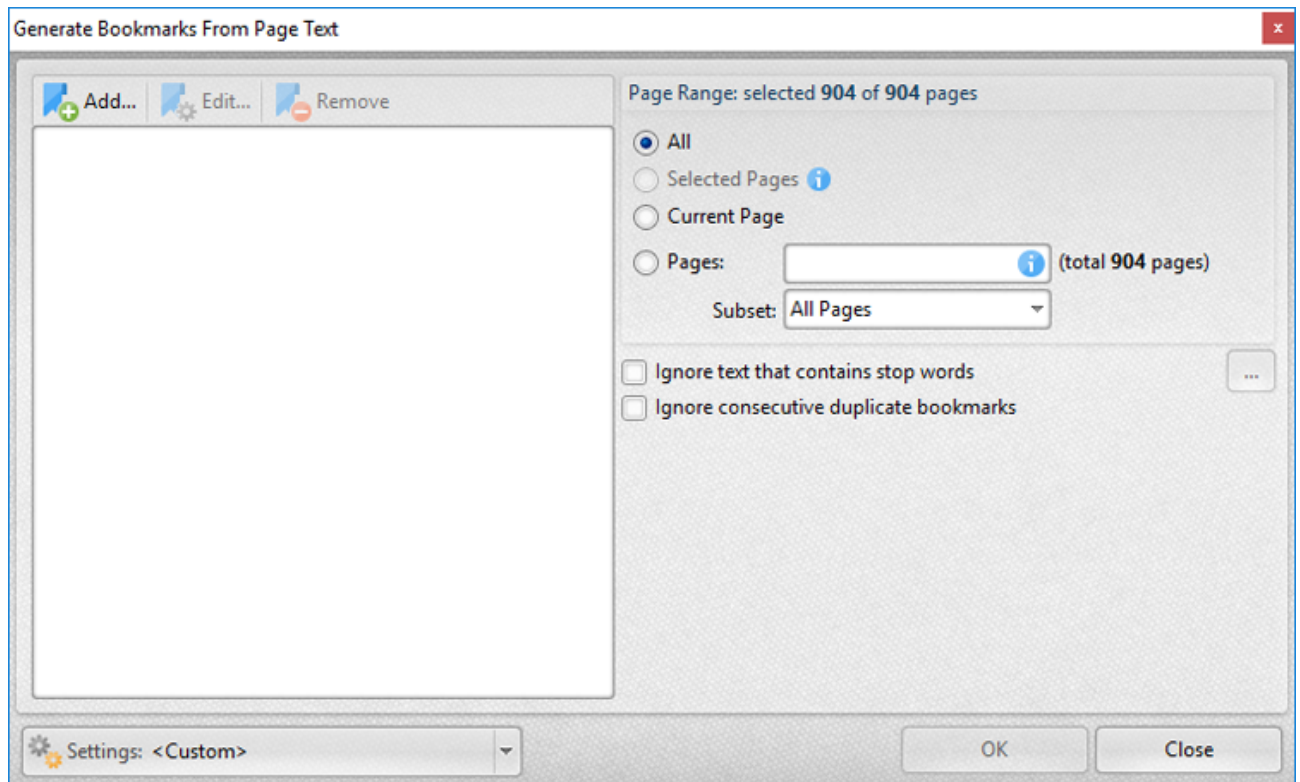 Generate Bookmarks From Page Text
x
Add... Edit... Remove
Page Range: selected 904 of 904 pages
All
Selected Pages
Current Page
Pages: (total 904 pages)
Subset: All Pages
Ignore text that contains stop words
...
Ignore consecutive duplicate bookmarks
Settings: <Custom>
OK Close